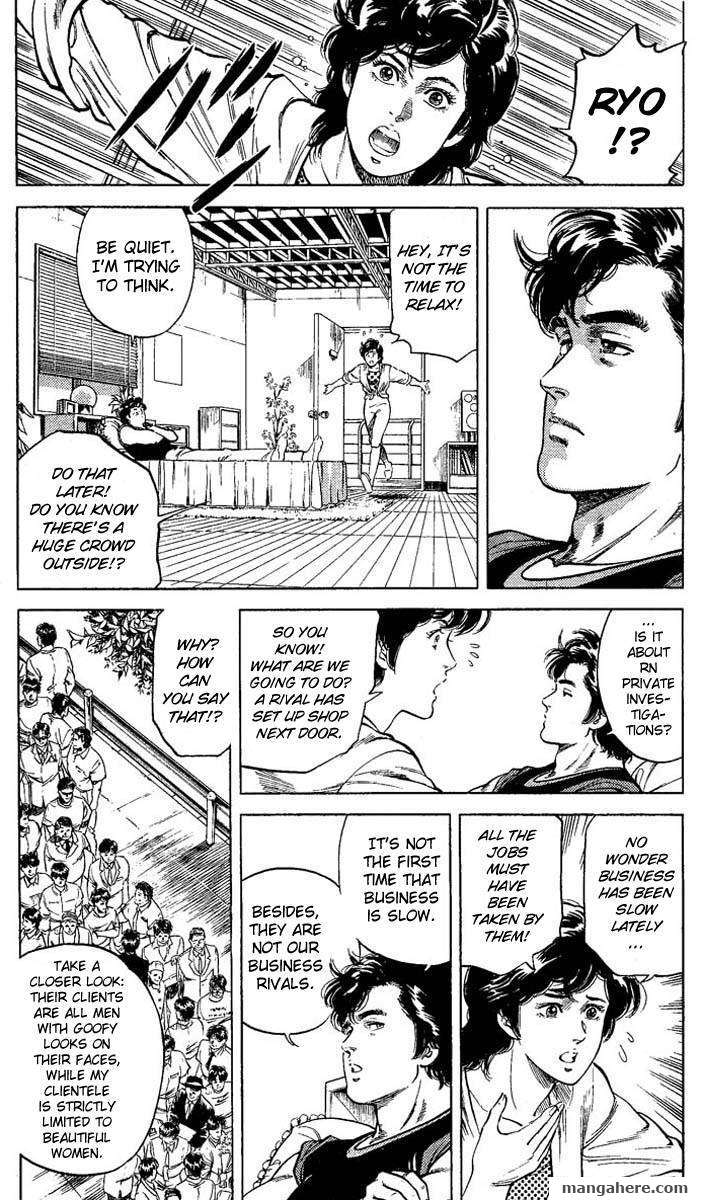 RYO
!?
HEY, IT'S
NOT THE
TIME TO
RELAX!
BE QUIET.
I'M TRYING
TO THINK.
DO THAT
LATER!
DO YOU KNOW
THERE'S A
HUGE CROWD
OUTSIDE!?
...
IS IT
ABOUT
RN
PRIVATE
INVES-
TIGA-
TIONS?
SO YOU
KNOW!
WHAT ARE WE
GOING TO DO?
A RIVAL HAS
SET UP SHOP
NEXT DOOR.
NO
WONDER
BUSINESS
HAS BEEN
SLOW
LATELY
...
ALL THE
JOBS
MUST
HAVE
BEEN
TAKEN BY
THEM!
IT'S NOT
THE FIRST
TIME THAT
BUSINESS
IS SLOW.
BESIDES,
THEY ARE
NOT OUR
BUSINESS
RIVALS.
WHY?
HOW
CAN
YOU SAY
THAT!?
TAKE A
CLOSER LOOK:
THEIR CLIENTS
ARE ALL MEN
WITH GOOFY
LOOKS ON
THEIR FACES,
WHILE MY
CLIENTELE
IS STRICTLY
LIMITED TO
BEAUTIFUL
WOMEN.
mangahere.com